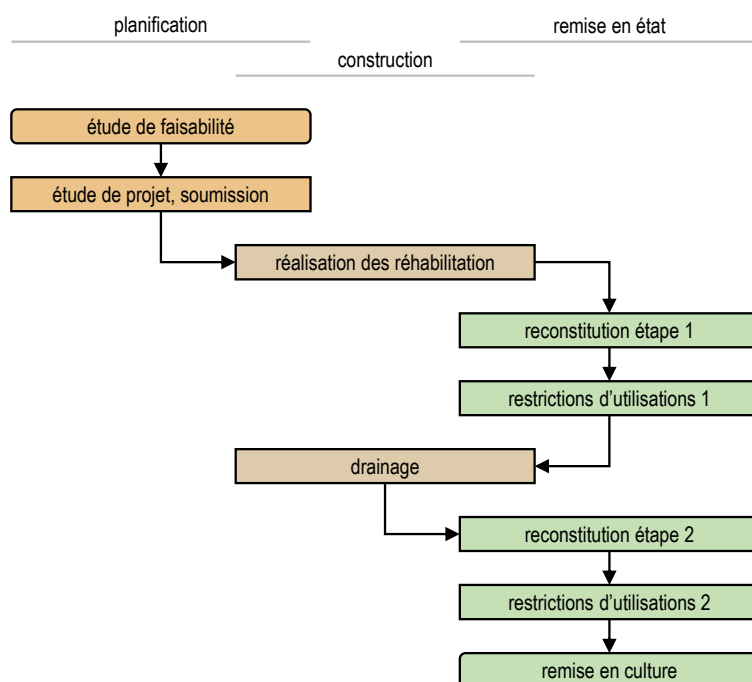 planification
remise en état
construction
étude de faisabilité
étude de projet, soumission
réalisation des réhabilitation
reconstitution étape 1
restrictions d’utilisations 1
drainage
reconstitution étape 2
restrictions d’utilisations 2
remise en culture